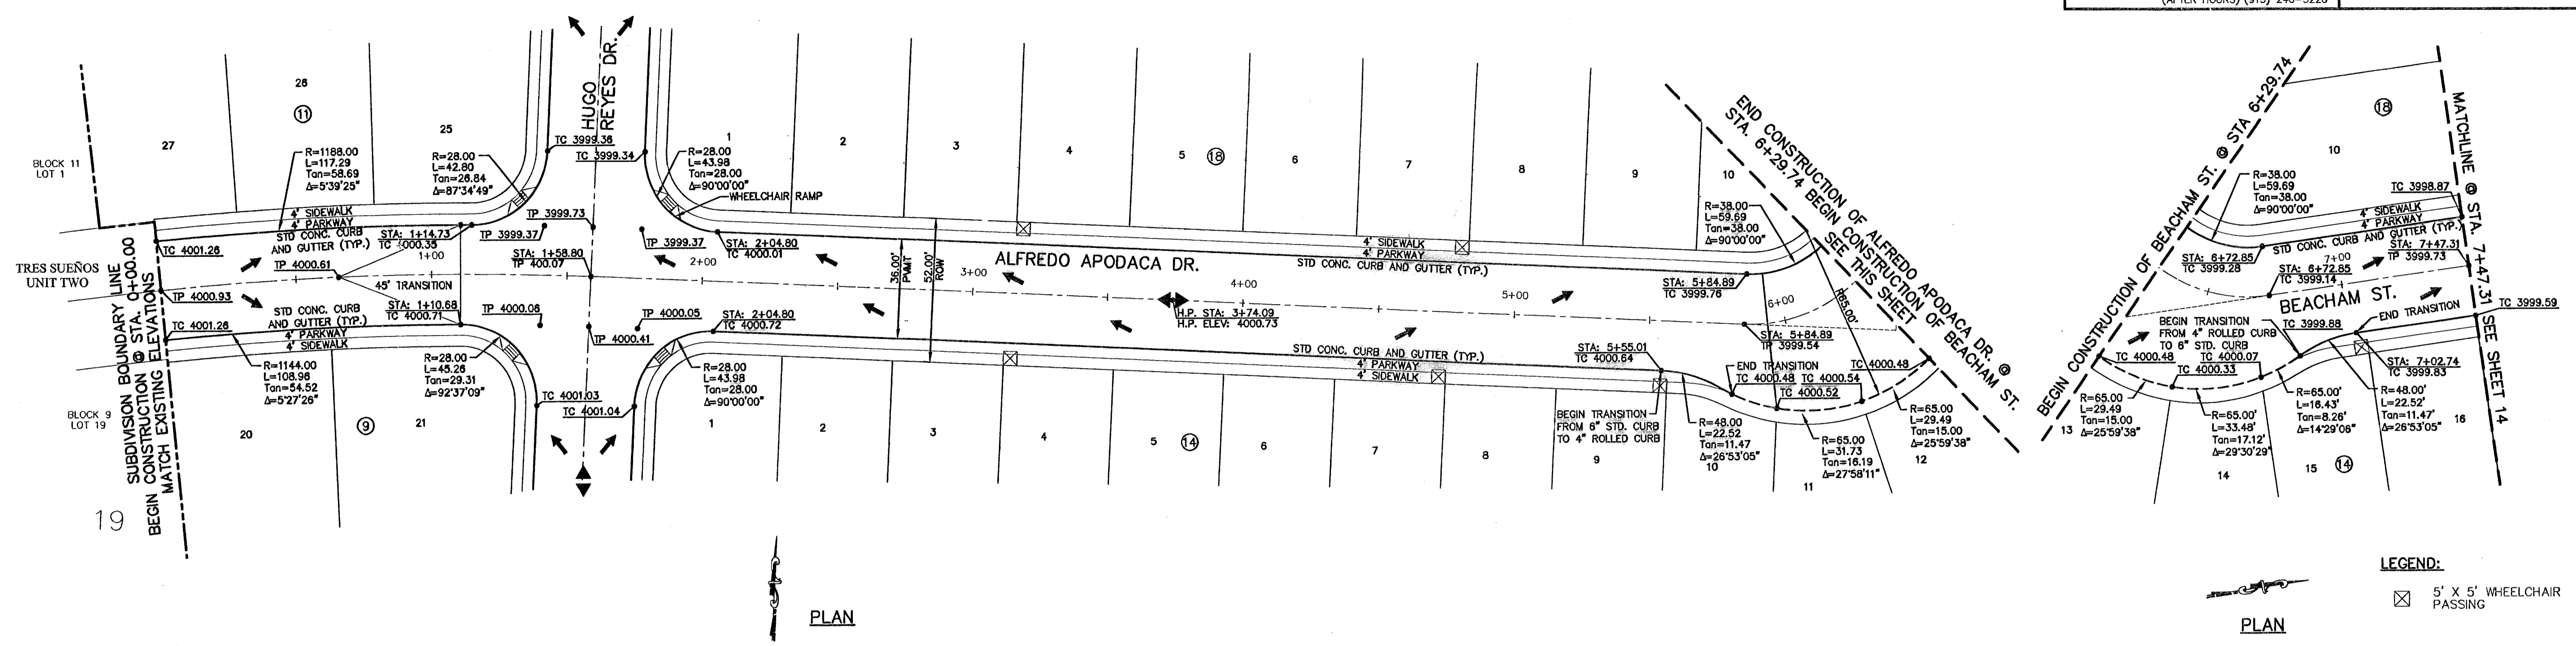 (AFTER HOURS) (915) 246-5226
BLOCK 11
LOT 1
27
26
11
25
R=1188.00
L=117.29
Tan=58.69
Δ=5°39'25"
R=28.00
L=42.80
Tan=26.84
Δ=87°34'49"
4' SIDEWALK
4' PARKWAY
STD CONC. CURB
AND GUTTER (TYP.)
STA: 1+14.73
TC 4000.35
TC 4001.26
TP 4000.61
1+00
45' TRANSITION
TRES SUEÑOS
UNIT TWO
TP 4000.93
STD CONC. CURB
AND GUTTER (TYP.)
STA: 1+10.68
TC 4000.71
TC 4001.26
4' PARKWAY
4' SIDEWALK
R=1144.00
L=108.96
Tan=54.52
Δ=5°27'26"
R=28.00
L=45.26
Tan=29.31
Δ=92°37'09"
BLOCK 9
LOT 19
20
9
21
19
SUBDIVISION BOUNDARY LINE
BEGIN CONSTRUCTION @ STA. 0+00.00
MATCH EXISTING ELEVATIONS
HUGO
REYES DR.
TC 3999.36
TC 3999.34
TP 3999.73
TP 3999.37
TP 3999.37
STA: 1+58.80
TP 400.07
TP 4000.06
TP 4000.05
TP 4000.41
TC 4001.03
TC 4001.04
R=28.00
L=43.98
Tan=28.00
Δ=90°00'00"
WHEELCHAIR RAMP
STA: 2+04.80
TC 4000.01
2+00
STA: 2+04.80
TC 4000.72
R=28.00
L=43.98
Tan=28.00
Δ=90°00'00"
36.00'
PVMT
52.00'
ROW
1
2
3
4
5
18
6
7
8
9
10
3+00
ALFREDO APODACA DR.
4' SIDEWALK
4' PARKWAY
STD CONC. CURB AND GUTTER (TYP.)
4+00
H.P. STA: 3+74.09
H.P. ELEV: 4000.73
5+00
STD CONC. CURB AND GUTTER (TYP.)
4' PARKWAY
4' SIDEWALK
1
2
3
4
5
14
6
7
8
9
10
11
12
R=38.00
L=59.69
Tan=38.00
Δ=90°00'00"
STA: 5+84.89
TC 3999.76
6+00
R65.00'
STA: 5+84.89
TP 3999.54
STA: 5+55.01
TC 4000.64
END TRANSITION
TC 4000.48
TC 4000.54
TC 4000.48
TC 4000.52
BEGIN TRANSITION
FROM 6" STD. CURB
TO 4" ROLLED CURB
R=48.00
L=22.52
Tan=11.47
Δ=26°53'05"
R=65.00
L=31.73
Tan=16.19
Δ=27°58'11"
R=65.00
L=29.49
Tan=15.00
Δ=25°59'38"
END CONSTRUCTION OF ALFREDO APODACA DR. @
STA. 6+29.74 BEGIN CONSTRUCTION OF BEACHAM ST.
SEE THIS SHEET
BEGIN CONSTRUCTION OF BEACHAM ST. @ STA 6+29.74
18
10
R=38.00
L=59.69
Tan=38.00
Δ=90°00'00"
TC 3998.87
4' SIDEWALK
4' PARKWAY
STD CONC. CURB AND GUTTER (TYP.)
STA: 6+72.85
TC 3999.28
7+00
STA: 7+47.31
TP 3999.73
STA: 6+72.85
TC 3999.14
BEACHAM ST.
TC 3999.59
END TRANSITION
TC 3999.88
BEGIN TRANSITION
FROM 4" ROLLED CURB
TO 6" STD. CURB
TC 4000.48
TC 4000.07
TC 4000.33
STA: 7+02.74
TC 3999.83
R=65.00
L=29.49
Tan=15.00
Δ=25°59'38"
13
R=65.00'
L=33.48'
Tan=17.12'
Δ=29°30'29"
14
R=65.00'
L=16.43'
Tan=8.26'
Δ=14°29'06"
15
14
R=48.00'
L=22.52'
Tan=11.47'
Δ=26°53'05"
16
MATCHLINE @ STA. 7+47.31 SEE SHEET 14
PLAN
PLAN
LEGEND:
5' X 5' WHEELCHAIR
PASSING